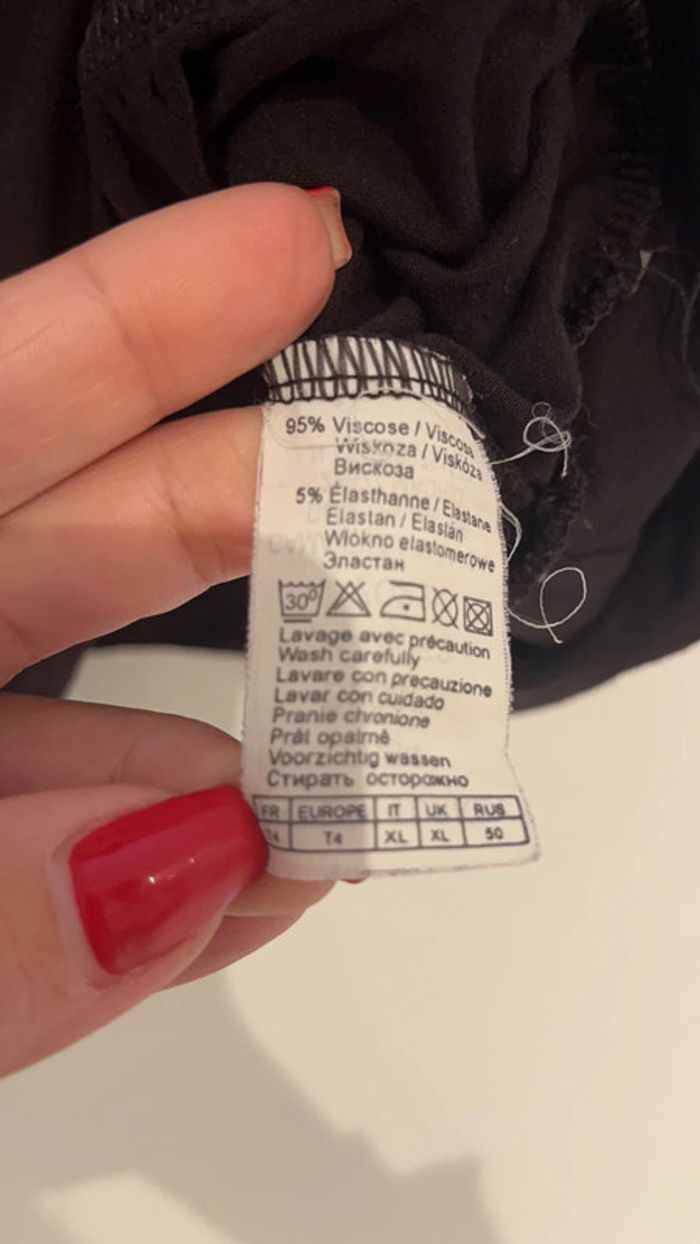 95% Viscose / Viscosa
Wiskoza / Viskóza
Вискоза
5% Élasthanne / Elastane
Elastan / Elastán
Włókno elastomerowe
Эластан
30°
Lavage avec précaution
Wash carefully
Lavare con precauzione
Lavar con cuidado
Pranie chronione
Prát opatrně
Voorzichtig wassen
Стирать осторожно
FR EUROPE IT UK RUS
T4 XL XL 50